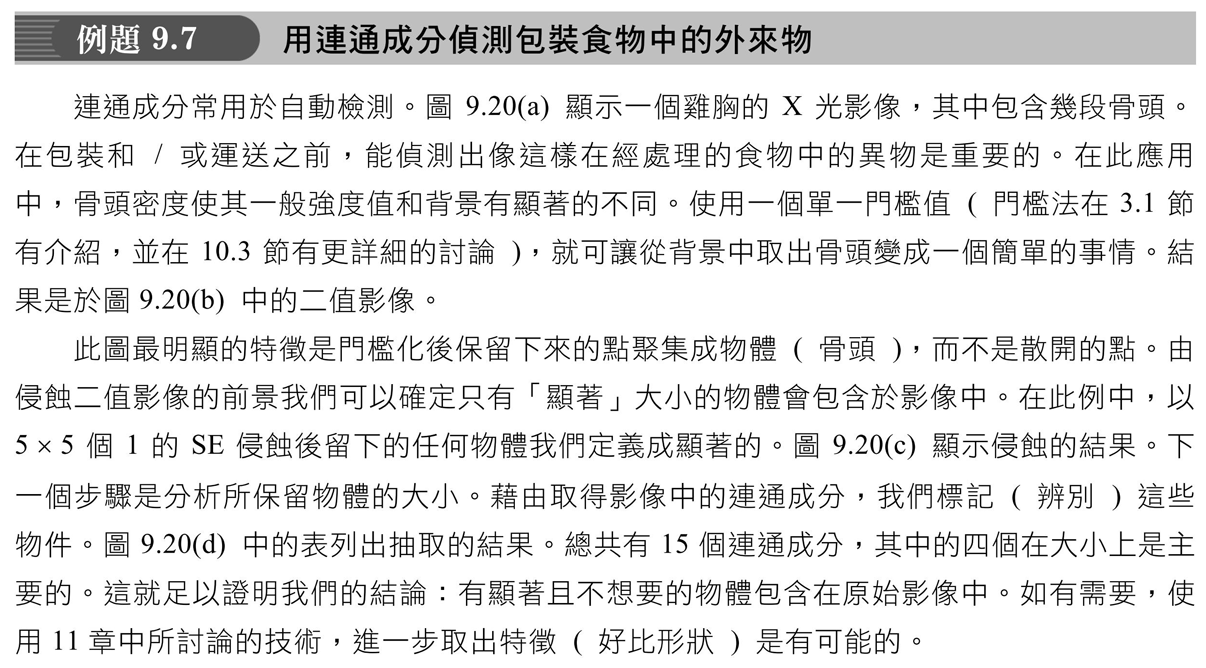 例題 9.7 用連通成分偵測包裝食物中的外來物
連通成分常用於自動檢測。圖 9.20(a) 顯示一個雞胸的 X 光影像，其中包含幾段骨頭。
在包裝和 / 或運送之前，能偵測出像這樣在經處理的食物中的異物是重要的。在此應用
中，骨頭密度使其一般強度值和背景有顯著的不同。使用一個單一門檻值 ( 門檻法在 3.1 節
有介紹，並在 10.3 節有更詳細的討論 )，就可讓從背景中取出骨頭變成一個簡單的事情。結
果是於圖 9.20(b) 中的二值影像。
此圖最明顯的特徵是門檻化後保留下來的點聚集成物體 ( 骨頭 )，而不是散開的點。由
侵蝕二值影像的前景我們可以確定只有「顯著」大小的物體會包含於影像中。在此例中，以
5 × 5 個 1 的 SE 侵蝕後留下的任何物體我們定義成顯著的。圖 9.20(c) 顯示侵蝕的結果。下
一個步驟是分析所保留物體的大小。藉由取得影像中的連通成分，我們標記 ( 辨別 ) 這些
物件。圖 9.20(d) 中的表列出抽取的結果。總共有 15 個連通成分，其中的四個在大小上是主
要的。這就足以證明我們的結論：有顯著且不想要的物體包含在原始影像中。如有需要，使
用 11 章中所討論的技術，進一步取出特徵 ( 好比形狀 ) 是有可能的。